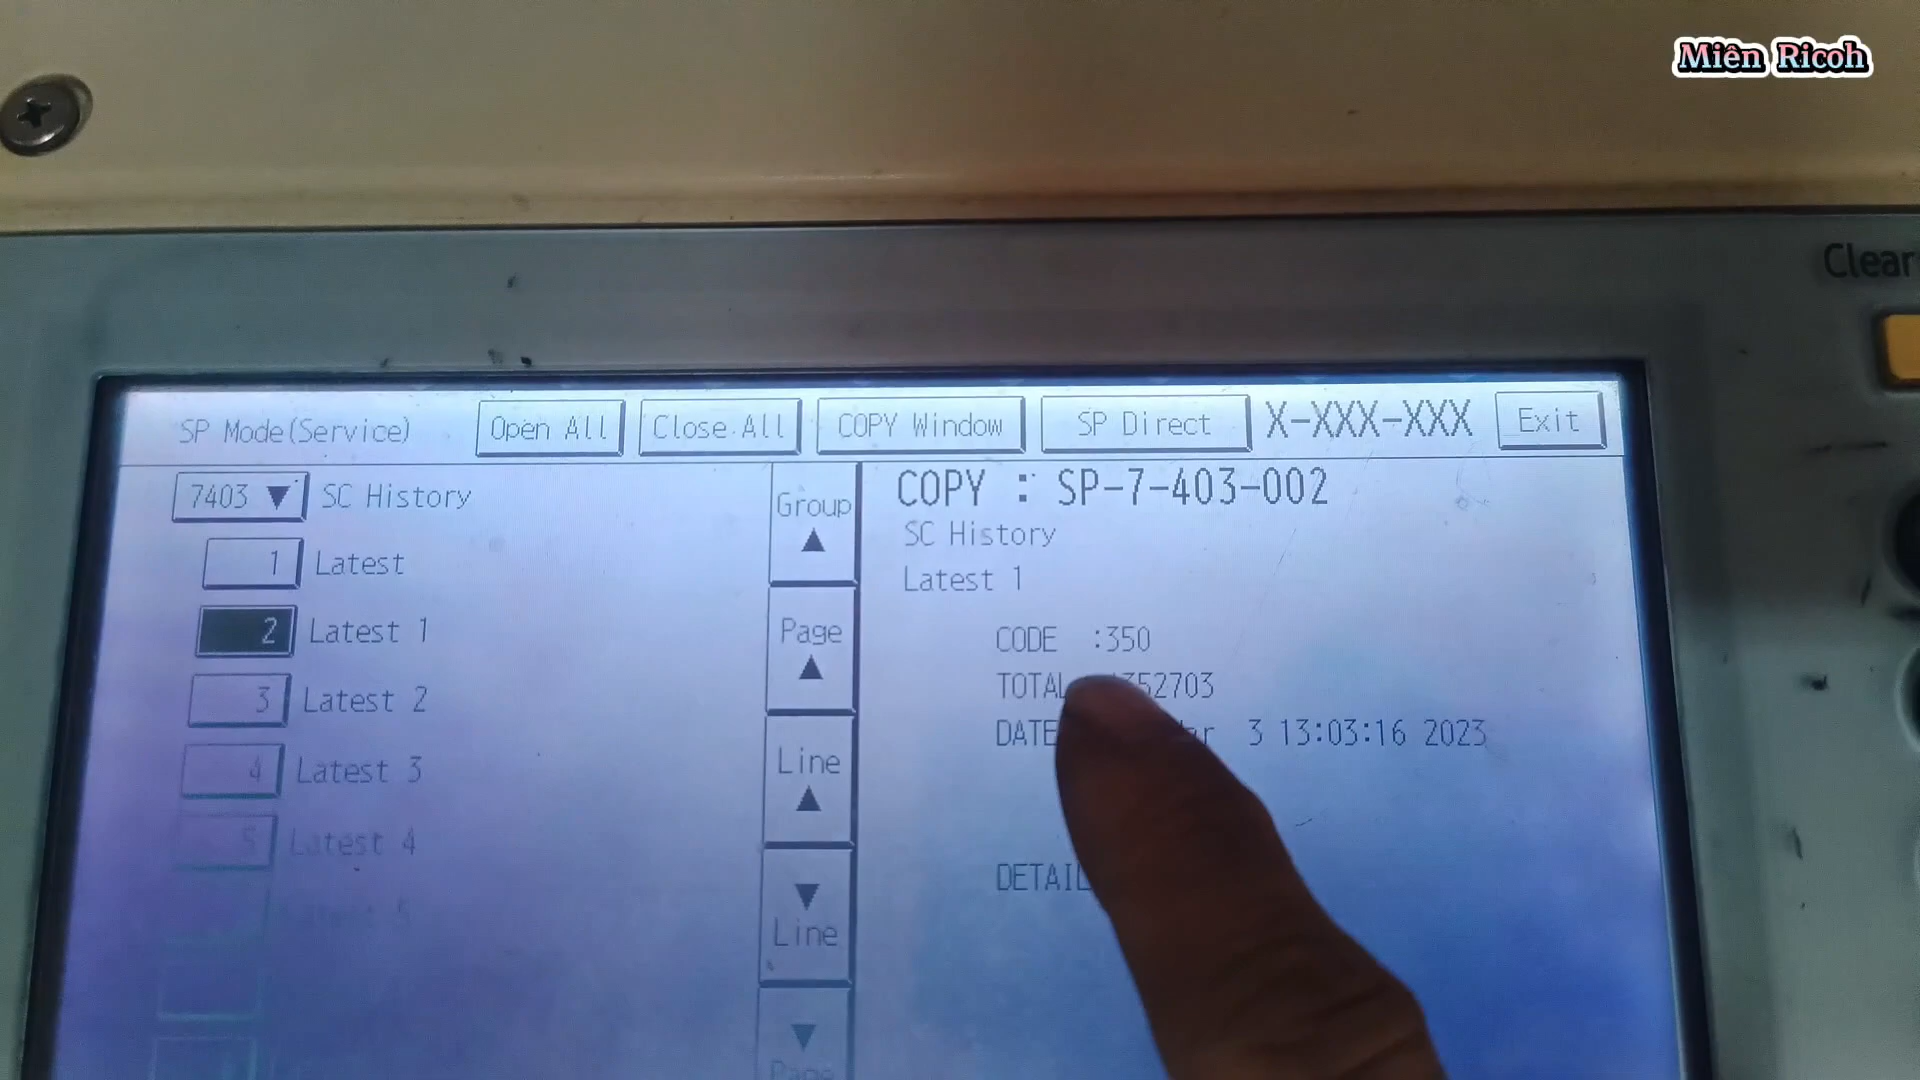 Miên Ricoh
Clear
SP Mode(Service)
Open All
Close All
COPY Window
SP Direct
X-XXX-XXX
Exit
7403 ▼ SC History
1 Latest
2 Latest 1
3 Latest 2
4 Latest 3
5 Latest 4
Latest 5
Group
▲
Page
▲
Line
▲
▼
Line
▼
Page
COPY : SP-7-403-002
SC History
Latest 1
CODE :350
TOTAL 352703
DATE 3 13:03:16 2023
DETAIL